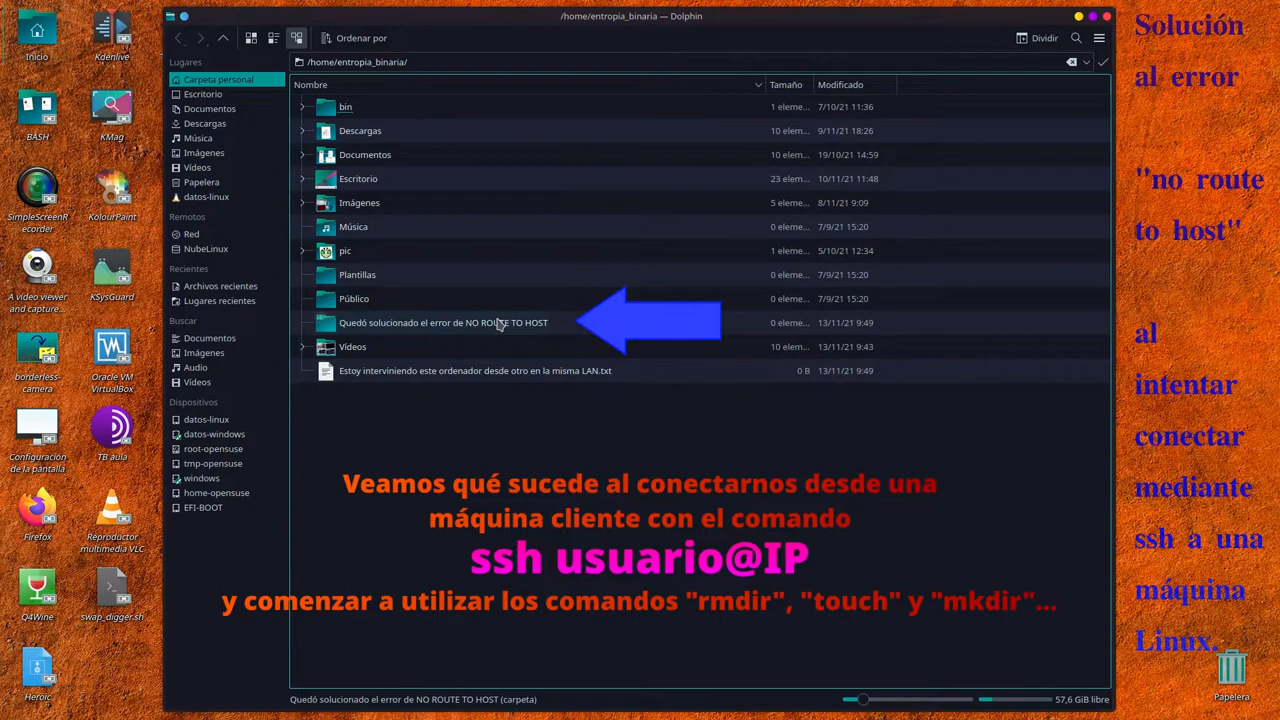 /home/entropia_binaria — Dolphin
Ordenar por
Dividir
/home/entropia_binaria/
Lugares
Carpeta personal
Escritorio
Documentos
Descargas
Música
Imágenes
Vídeos
Papelera
datos-linux
Remotos
Red
NubeLinux
Recientes
Archivos recientes
Lugares recientes
Buscar
Documentos
Imágenes
Audio
Vídeos
Dispositivos
datos-linux
datos-windows
root-opensuse
tmp-opensuse
windows
home-opensuse
EFI-BOOT
Nombre Tamaño Modificado
bin 1 eleme... 7/10/21 11:36
Descargas 10 elem... 9/11/21 18:26
Documentos 10 elem... 19/10/21 14:59
Escritorio 23 elem... 10/11/21 11:48
Imágenes 5 elem... 8/11/21 9:09
Música 0 eleme... 7/9/21 15:20
pic 1 eleme... 5/10/21 12:34
Plantillas 0 eleme... 7/9/21 15:20
Público 0 eleme... 7/9/21 15:20
Quedó solucionado el error de NO ROUTE TO HOST 0 eleme... 13/11/21 9:49
Vídeos 10 elem... 13/11/21 9:43
Estoy interviniendo este ordenador desde otro en la misma LAN.txt 0 B 13/11/21 9:49
Veamos qué sucede al conectarnos desde una
máquina cliente con el comando
ssh usuario@IP
y comenzar a utilizar los comandos "rmdir", "touch" y "mkdir"...
Quedó solucionado el error de NO ROUTE TO HOST (carpeta)
57,6 GiB libre
Inicio
Kdenlive
BASH
KMag
SimpleScreenR
ecorder
KolourPaint
A video viewer
and capture...
KSysGuard
borderless-
camera
Oracle VM
VirtualBox
Configuración
de la pantalla
TB aula
Firefox
Reproductor
multimedia VLC
Q4Wine
swap_digger.sh
Heroic
Solución
al error
"no route
to host"
al
intentar
conectar
mediante
ssh a una
máquina
Linux.
Papelera